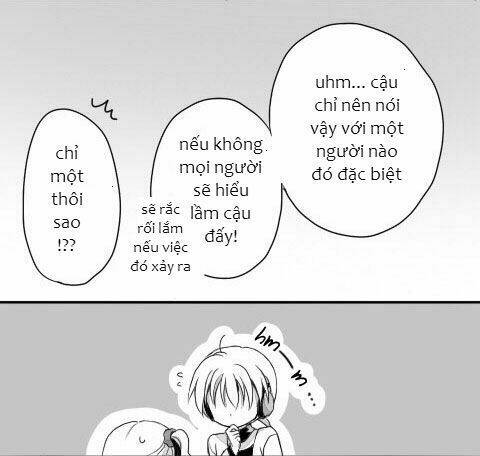 uhm... cậu
chỉ nên nói
vậy với một
người nào
đó đặc biệt
nếu không
mọi người
sẽ hiểu
lầm cậu
đấy!
sẽ rắc
rối lắm
nếu việc
đó xảy ra
chỉ
một
thôi
sao
!??
hm—m...